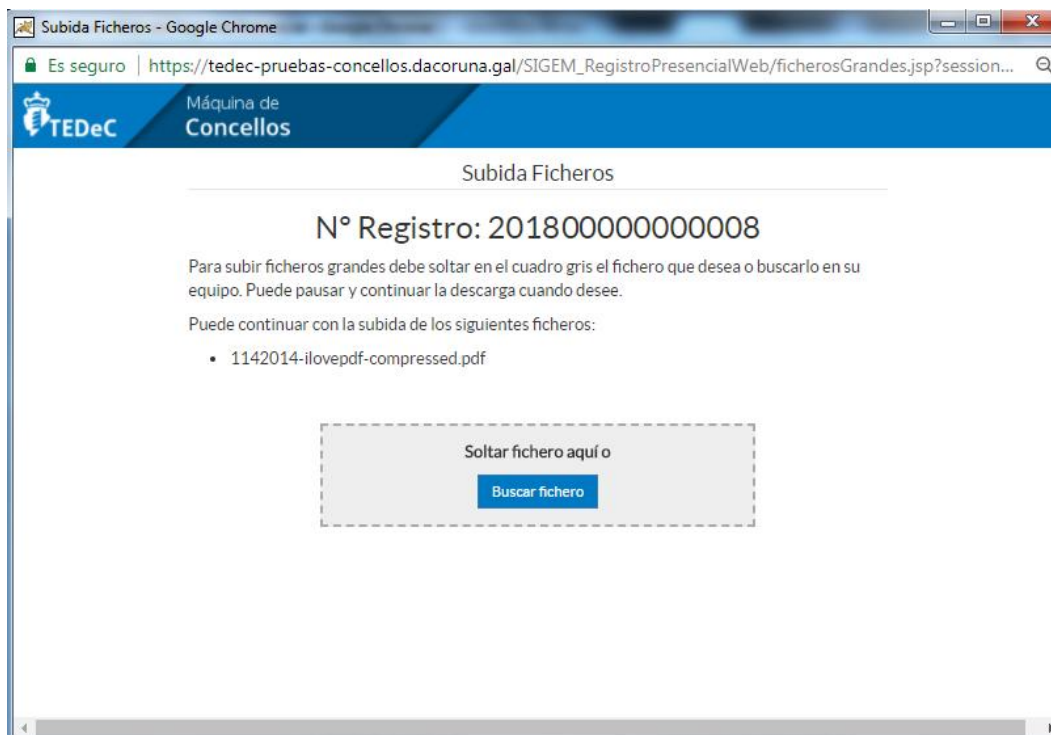 Subida Ficheros - Google Chrome
Es seguro | https://tedec-pruebas-concellos.dacoruna.gal/SIGEM_RegistroPresencialWeb/ficherosGrandes.jsp?session...
TEDeC
Máquina de
Concellos
Subida Ficheros
Nº Registro: 201800000000008
Para subir ficheros grandes debe soltar en el cuadro gris el fichero que desea o buscarlo en su
equipo. Puede pausar y continuar la descarga cuando desee.
Puede continuar con la subida de los siguientes ficheros:
• 1142014-ilovepdf-compressed.pdf
Soltar fichero aquí o
Buscar fichero